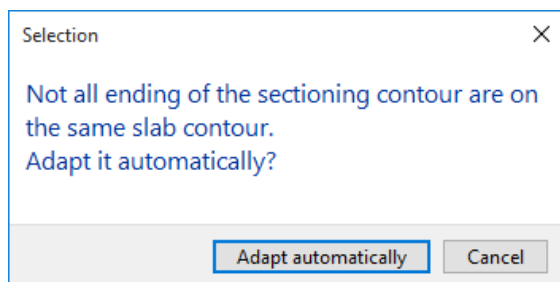 Selection
Not all ending of the sectioning contour are on
the same slab contour.
Adapt it automatically?
Adapt automatically
Cancel